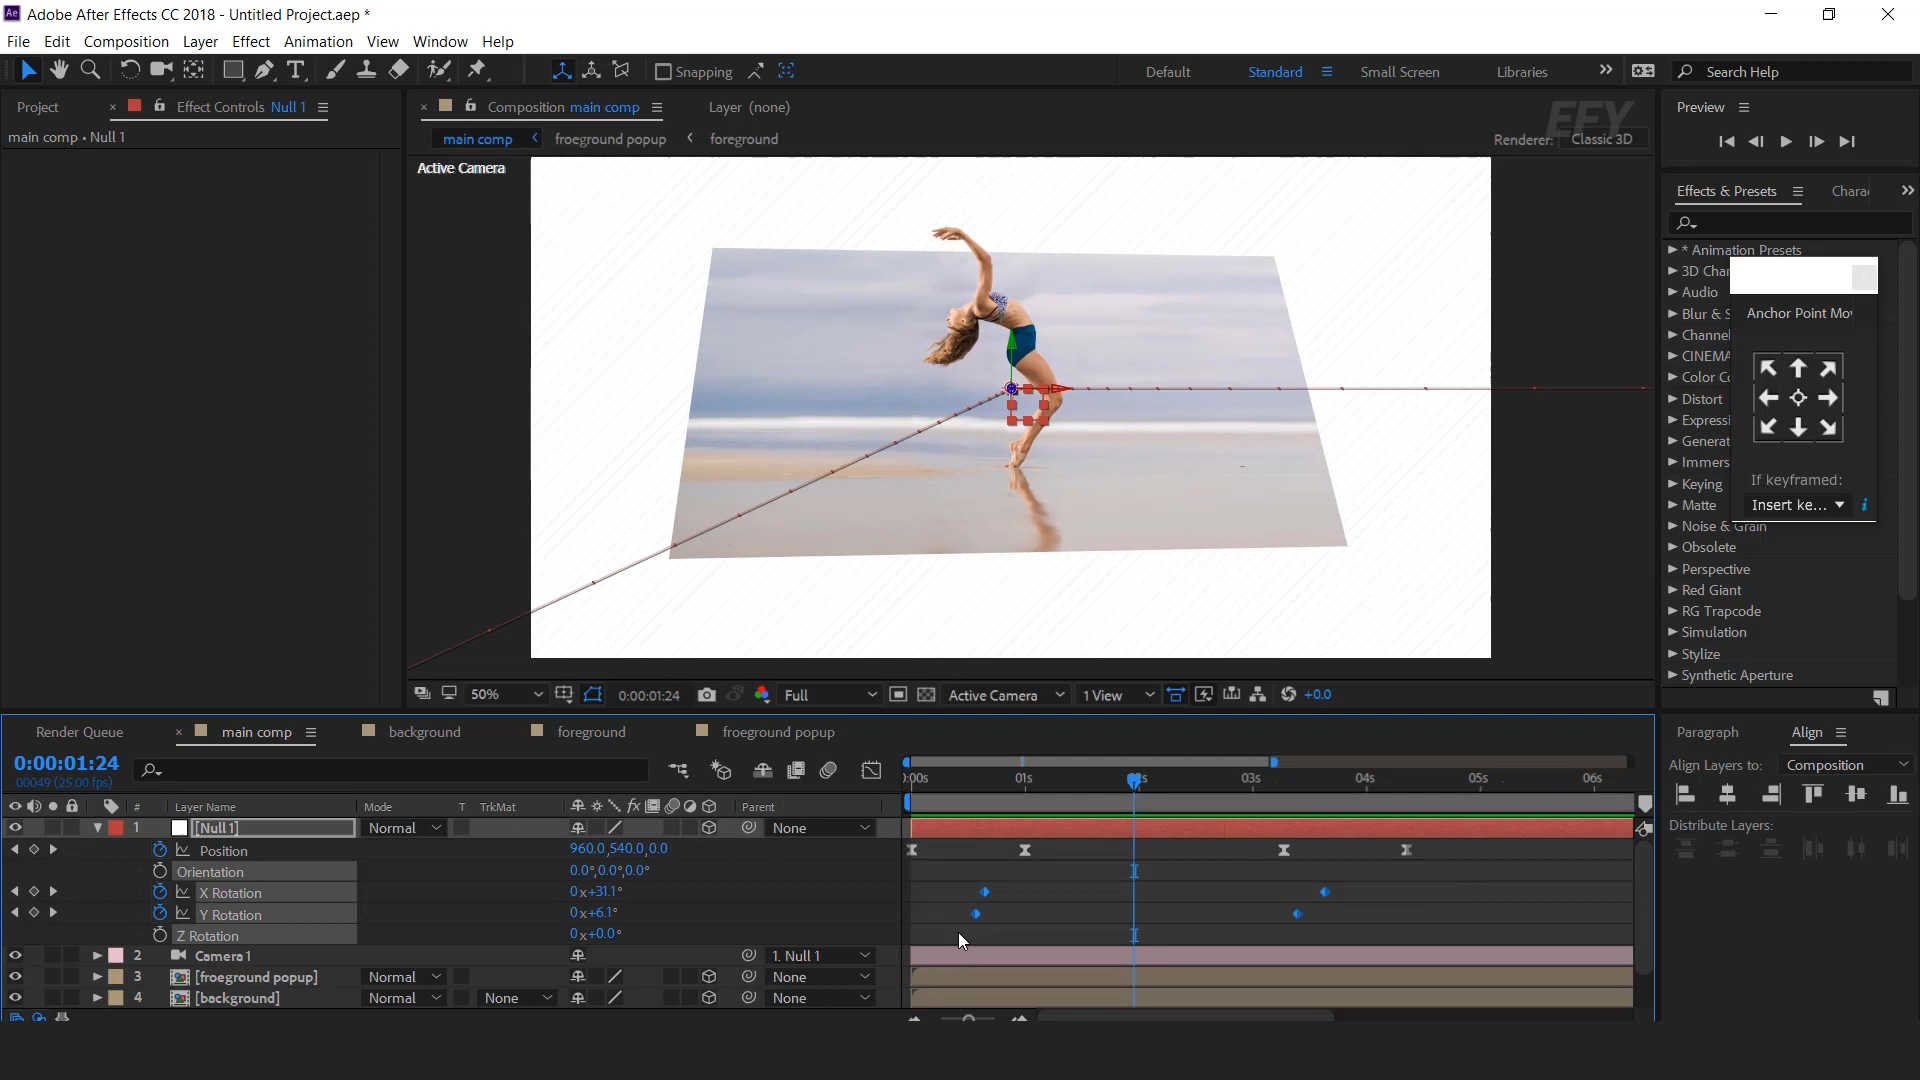 Adobe After Effects CC 2018 - Untitled Project.aep *
File Edit Composition Layer Effect Animation View Window Help
Snapping Default Standard Small Screen Libraries Search Help
Project Effect Controls Null 1
main comp • Null 1
Composition main comp Layer (none)
main comp froeground popup foreground
EFY
Renderer: Classic 3D
Active Camera
50% 0:00:01:24 Full Active Camera 1 View +0.0
Preview
Effects & Presets Chara
* Animation Presets
3D Char
Audio
Blur & S
Channel
CINEMA
Color Co
Distort
Expressi
Generat
Immers
Keying
Matte
Noise & Grain
Obsolete
Perspective
Red Giant
RG Trapcode
Simulation
Stylize
Synthetic Aperture
Anchor Point Mov
If keyframed:
Insert ke...
Render Queue main comp background foreground froeground popup
0:00:01:24
00049 (25.00 fps)
:00s 01s 03s 04s 05s 06s
# Layer Name Mode T TrkMat Parent
1 [Null 1] Normal None
Position 960.0,540.0,0.0
Orientation 0.0°,0.0°,0.0°
X Rotation 0x+31.1°
Y Rotation 0x+6.1°
Z Rotation 0x+0.0°
2 Camera 1 1. Null 1
3 [froeground popup] Normal None
4 [background] Normal None None
Paragraph Align
Align Layers to: Composition
Distribute Layers: